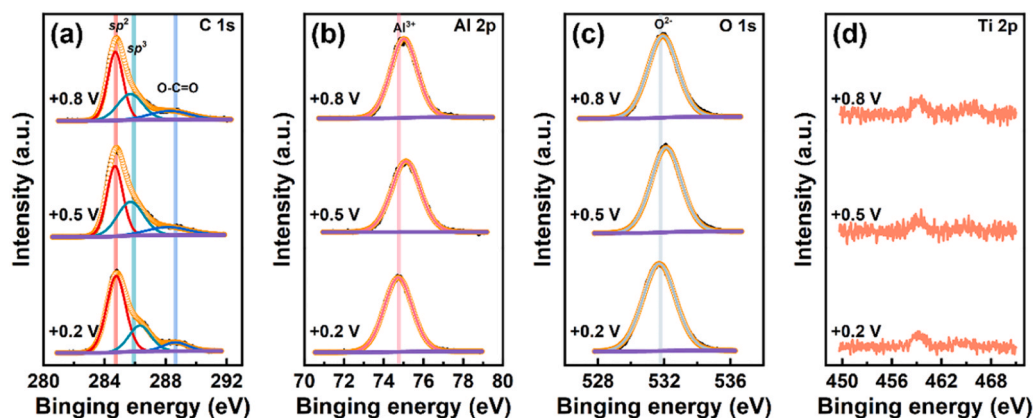 (a)
sp²
C 1s
sp³
O-C=O
+0.8 V
+0.5 V
+0.2 V
Intensity (a.u.)
280 284 288 292
Binging energy (eV)
(b)
Al³⁺
Al 2p
+0.8 V
+0.5 V
+0.2 V
Intensity (a.u.)
70 72 74 76 78 80
Binging energy (eV)
(c)
O²⁻
O 1s
+0.8 V
+0.5 V
+0.2 V
Intensity (a.u.)
528 532 536 540
Binging energy (eV)
(d)
Ti 2p
+0.8 V
+0.5 V
+0.2 V
Intensity (a.u.)
450 456 462 468
Binging energy (eV)